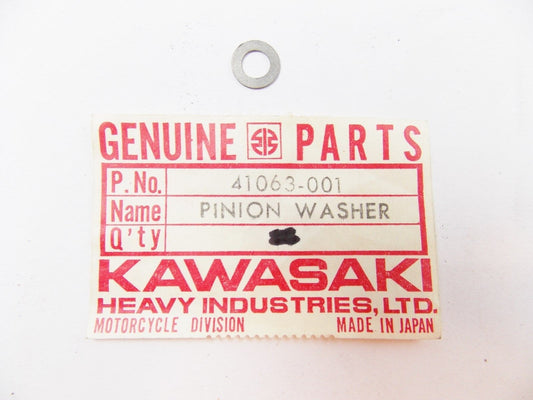 GENUINE PARTS
P.No. 41063-001
Name PINION WASHER
Q'ty
KAWASAKI
HEAVY INDUSTRIES, LTD.
MOTORCYCLE DIVISION MADE IN JAPAN